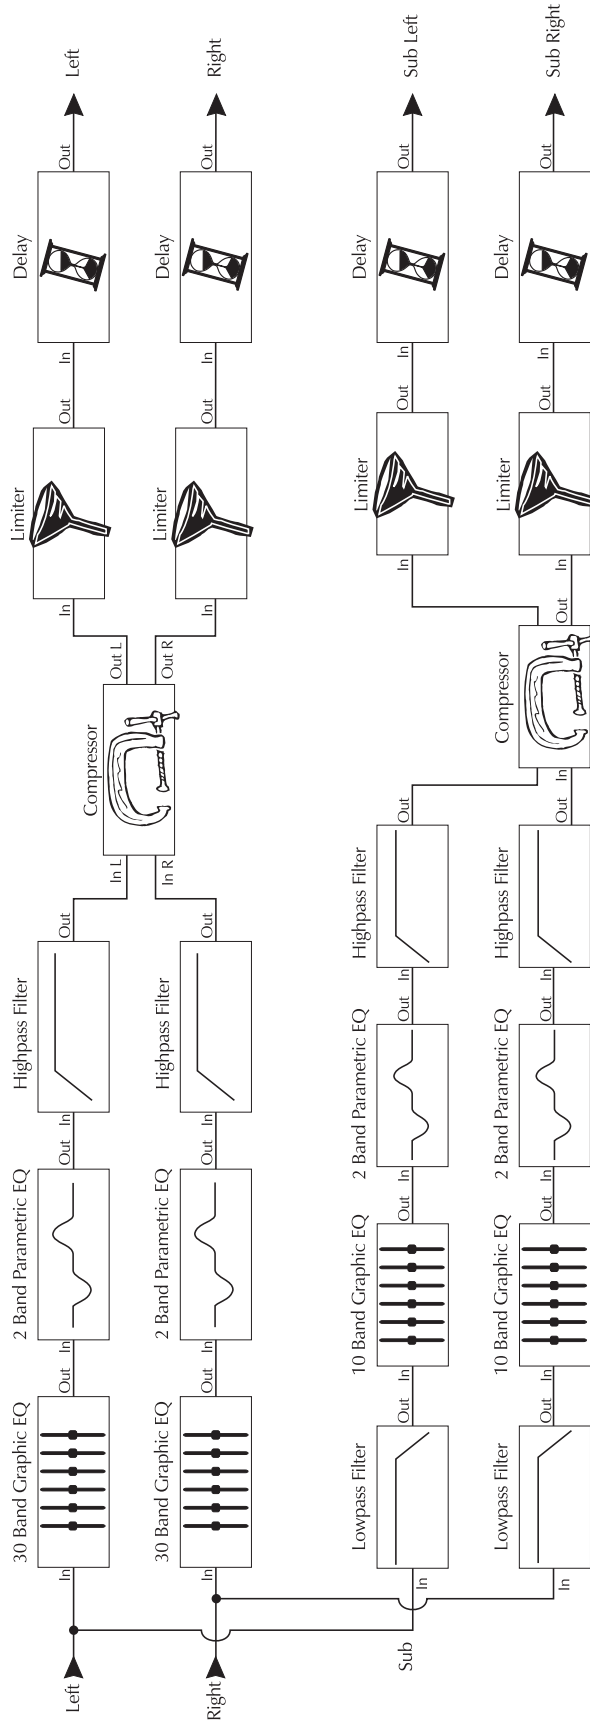 Left
In
30 Band Graphic EQ
Out
In
2 Band Parametric EQ
Out
In
Highpass Filter
Out
In L
Compressor
Out L
In
Limiter
Out
In
Delay
Out
Left
Right
In
30 Band Graphic EQ
Out
In
2 Band Parametric EQ
Out
In
Highpass Filter
Out
In R
Out R
In
Limiter
Out
In
Delay
Out
Right
Sub
In
Lowpass Filter
Out
In
10 Band Graphic EQ
Out
In
2 Band Parametric EQ
Out
In
Highpass Filter
Out
In
Limiter
Out
In
Delay
Out
Sub Left
In
Lowpass Filter
Out
In
10 Band Graphic EQ
Out
In
2 Band Parametric EQ
Out
In
Highpass Filter
Out
In
Compressor
Out
In
Limiter
Out
In
Delay
Out
Sub Right